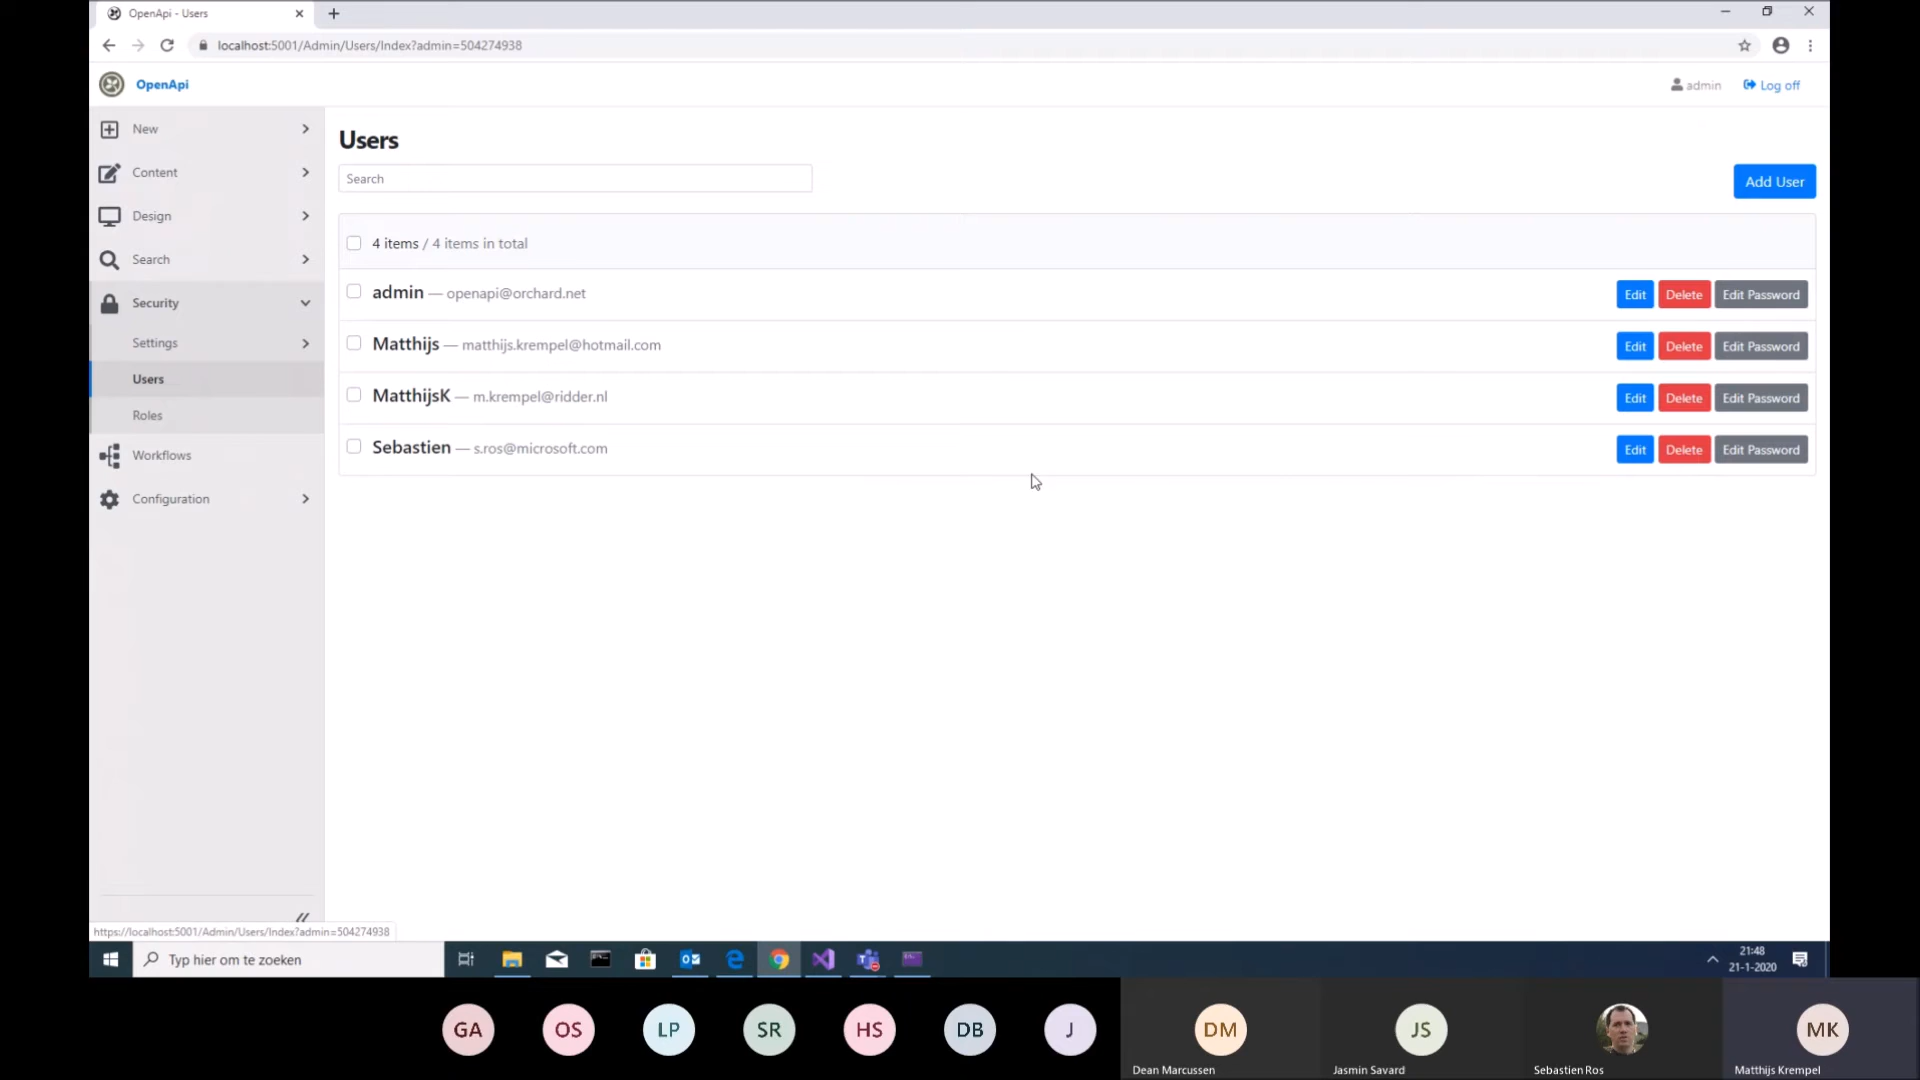 OpenApi - Users
localhost:5001/Admin/Users/Index?admin=504274938
OpenApi
admin
Log off
New
Content
Design
Search
Security
Settings
Users
Roles
Workflows
Configuration
Users
Search
Add User
4 items / 4 items in total
admin — openapi@orchard.net
Edit Delete Edit Password
Matthijs — matthijs.krempel@hotmail.com
Edit Delete Edit Password
MatthijsK — m.krempel@ridder.nl
Edit Delete Edit Password
Sebastien — s.ros@microsoft.com
Edit Delete Edit Password
https://localhost:5001/Admin/Users/Index?admin=504274938
Typ hier om te zoeken
21:48
21-1-2020
GA OS LP SR HS DB J DM JS MK
Dean Marcussen Jasmin Savard Sebastien Ros Matthijs Krempel